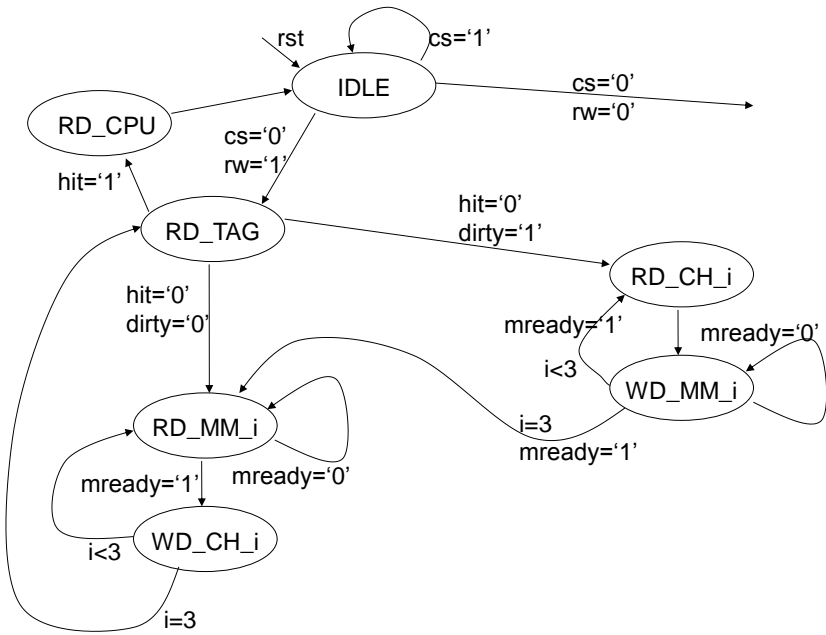 rst
cs=‘1’
IDLE
cs=‘0’
rw=‘0’
RD_CPU
cs=‘0’
rw=‘1’
hit=‘1’
RD_TAG
hit=‘0’
dirty=‘1’
RD_CH_i
hit=‘0’
dirty=‘0’
mready=‘1’
mready=‘0’
i<3
WD_MM_i
RD_MM_i
i=3
mready=‘1’
mready=‘1’
mready=‘0’
WD_CH_i
i<3
i=3